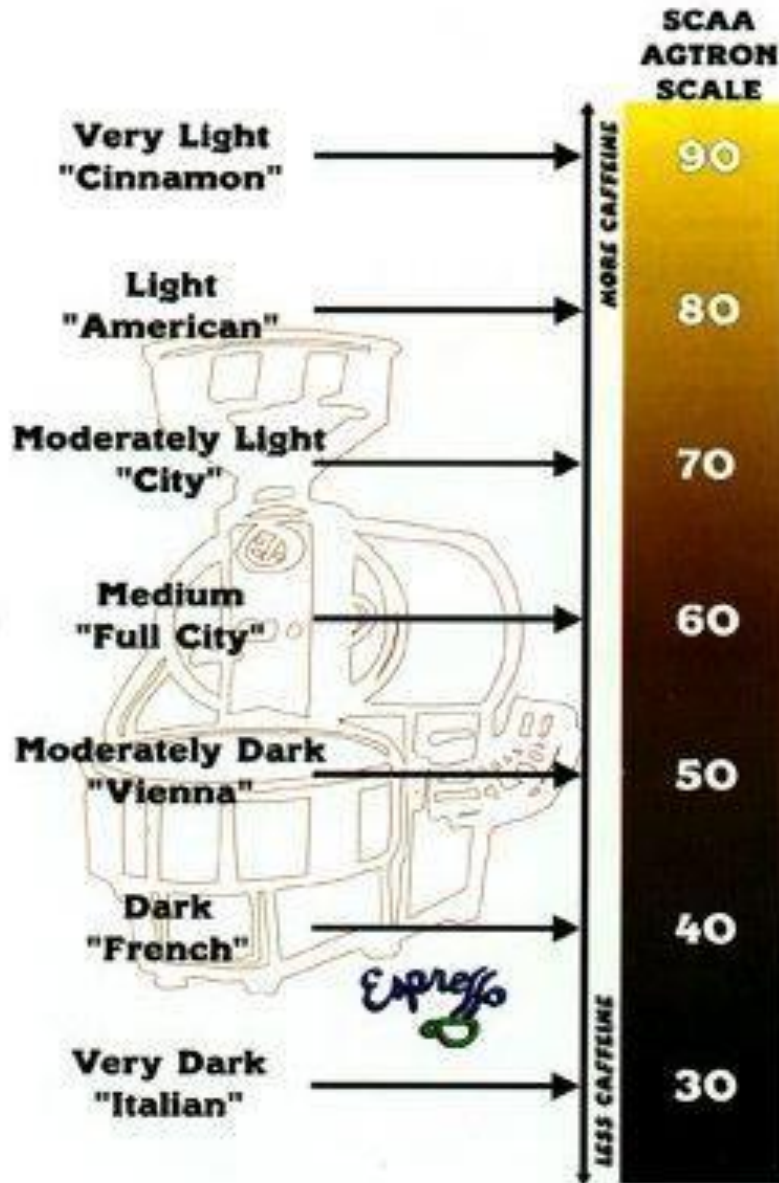 SCAA
AGTRON
SCALE
Very Light
"Cinnamon"
MORE CAFFEINE
90
Light
"American"
80
Moderately Light
"City"
70
Medium
"Full City"
60
Moderately Dark
"Vienna"
50
Dark
"French"
40
Espresso
Very Dark
"Italian"
LESS CAFFEINE
30